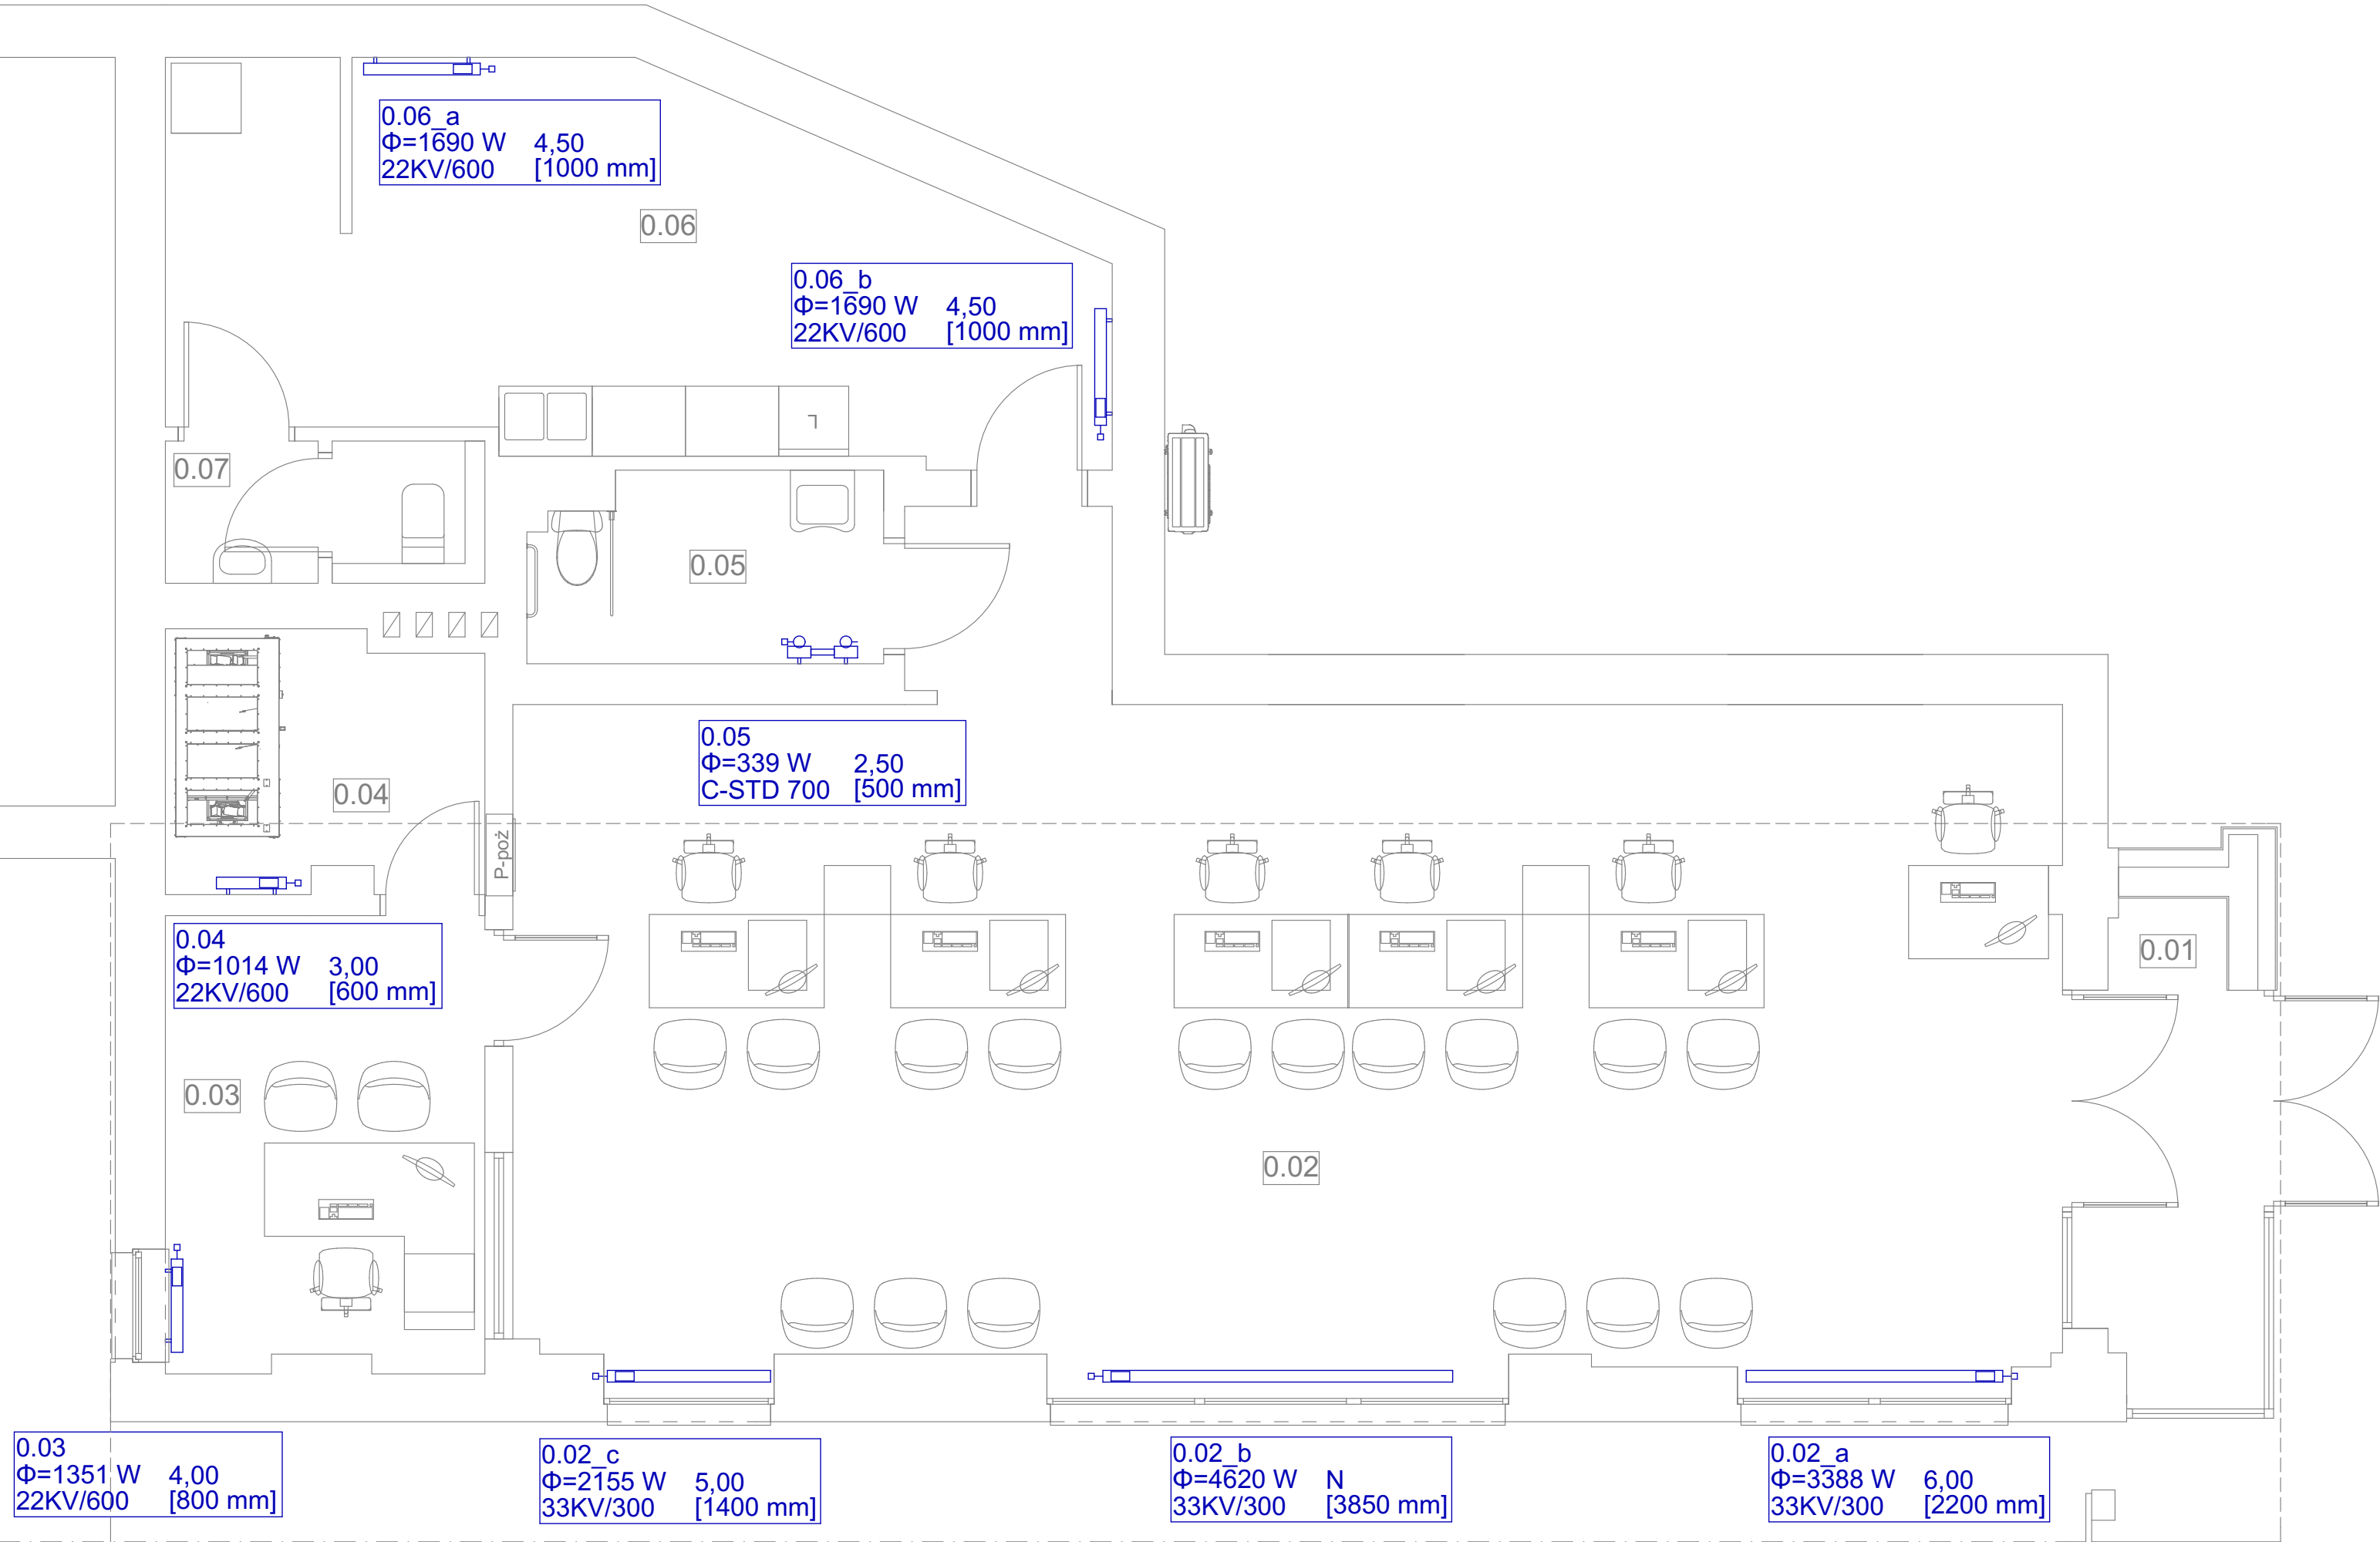 0.06_a
Φ=1690 W 4,50
22KV/600 [1000 mm]
0.06
0.06_b
Φ=1690 W 4,50
22KV/600 [1000 mm]
L
0.07
0.05
0.05
Φ=339 W 2,50
C-STD 700 [500 mm]
0.04
P-poż
0.04
Φ=1014 W 3,00
22KV/600 [600 mm]
0.01
0.03
0.02
0.03
Φ=1351 W 4,00
22KV/600 [800 mm]
0.02_c
Φ=2155 W 5,00
33KV/300 [1400 mm]
0.02_b
Φ=4620 W N
33KV/300 [3850 mm]
0.02_a
Φ=3388 W 6,00
33KV/300 [2200 mm]